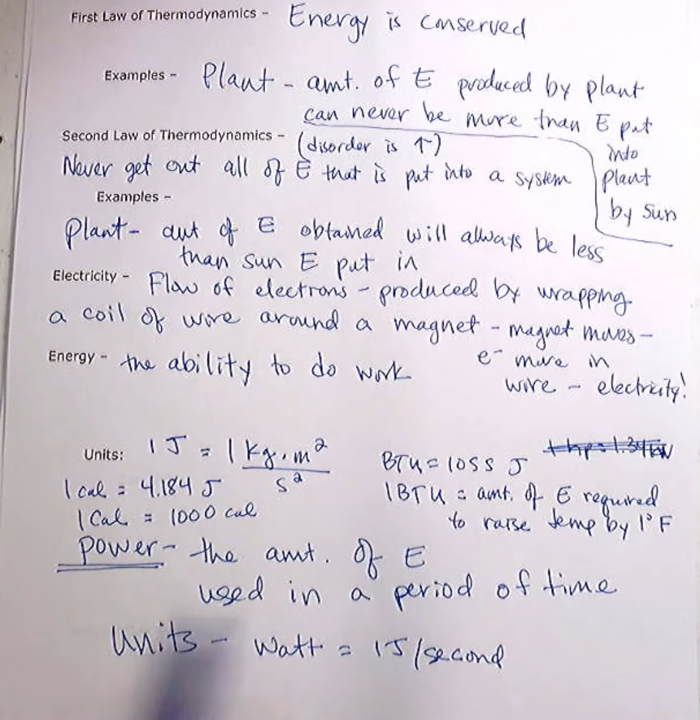 First Law of Thermodynamics - Energy is conserved
Examples - Plant - amt. of E produced by plant
can never be more than E put
into
plant
by sun
Second Law of Thermodynamics - (disorder is ↑)
Never get out all of E that is put into a system
Examples -
Plant - amt of E obtained will always be less
than sun E put in
Electricity - Flow of electrons - produced by wrapping
a coil of wire around a magnet - magnet moves -
e⁻ move in
wire - electricity!
Energy - the ability to do work
Units: 1 J = 1 kg·m²/s²
1 cal = 4.184 J
1 Cal = 1000 cal
BTU = 1055 J
1 hp = 1.34 kW
1 BTU = amt. of E required
to raise temp by 1°F
Power - the amt. of E
used in a period of time
Units - Watt = 1J/second